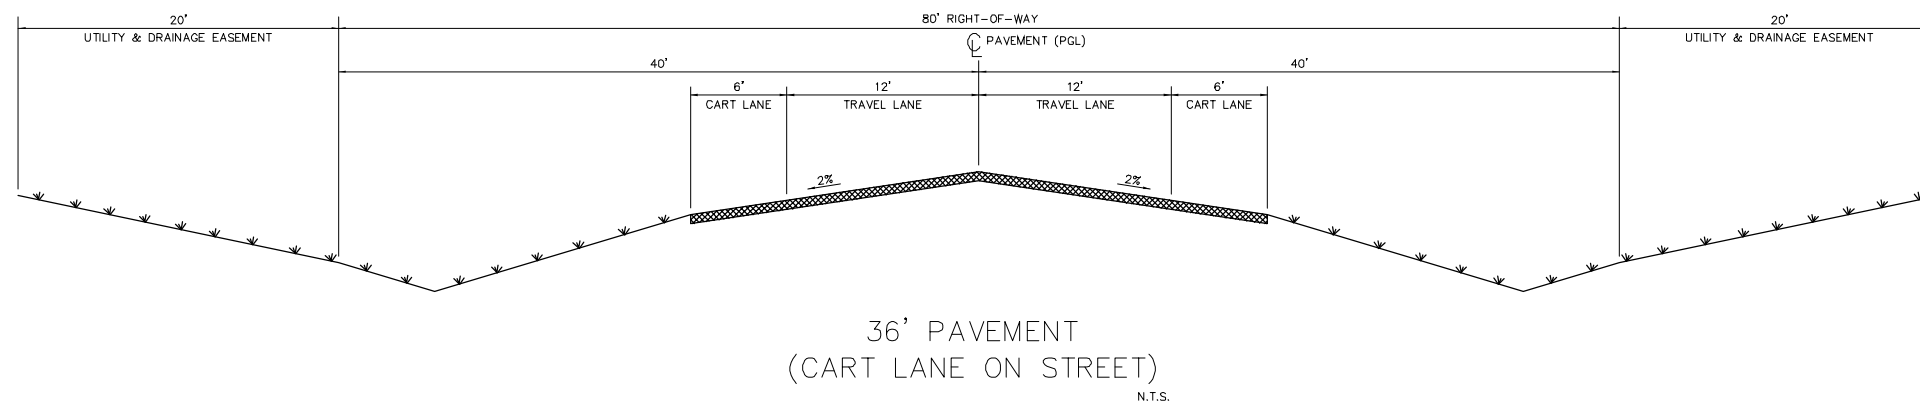 20'
80' RIGHT-OF-WAY
20'
UTILITY & DRAINAGE EASEMENT
℄ PAVEMENT (PGL)
UTILITY & DRAINAGE EASEMENT
40'
40'
6'
12'
12'
6'
CART LANE
TRAVEL LANE
TRAVEL LANE
CART LANE
2%
2%
36' PAVEMENT
(CART LANE ON STREET)
N.T.S.